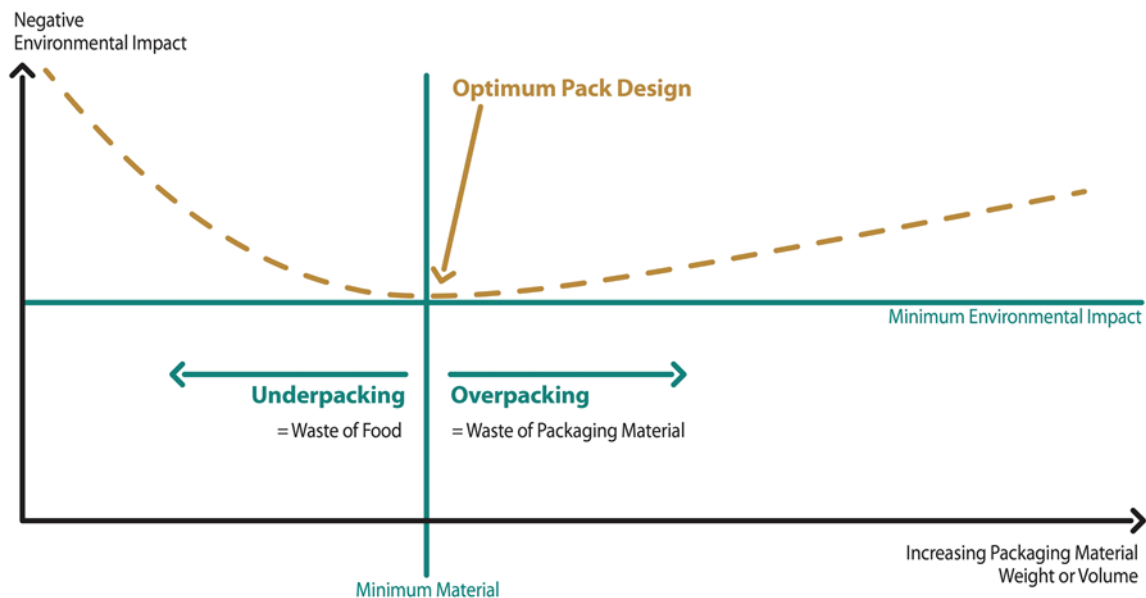 Negative
Environmental Impact
Optimum Pack Design
Minimum Environmental Impact
Underpacking
= Waste of Food
Overpacking
= Waste of Packaging Material
Increasing Packaging Material
Weight or Volume
Minimum Material